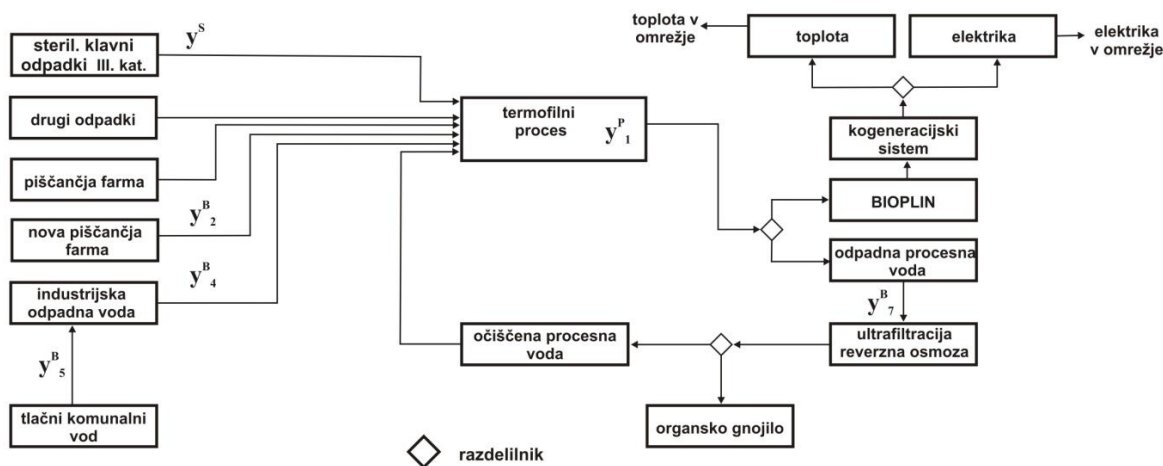 steril. klavni
odpadki III. kat.
y^S
drugi odpadki
piščančja farma
nova piščančja
farma
y^B_2
industrijska
odpadna voda
y^B_4
y^B_5
tlačni komunalni
vod
termofilni
proces
y^P_1
toplota v
omrežje
toplota
elektrika
elektrika
v omrežje
kogeneracijski
sistem
BIOPLIN
odpadna procesna
voda
y^B_7
ultrafiltracija
reverzna osmoza
očiščena procesna
voda
organsko gnojilo
razdelilnik